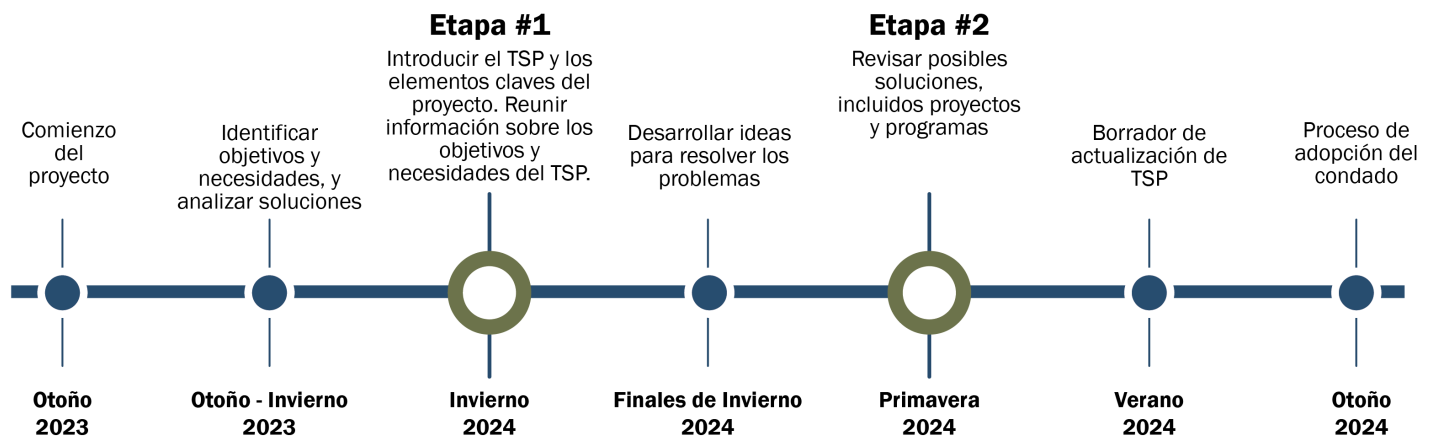 Comienzo
del
proyecto
Otoño
2023
Identificar
objetivos y
necesidades, y
analizar soluciones
Otoño - Invierno
2023
Etapa #1
Introducir el TSP y los
elementos claves del
proyecto. Reunir
información sobre los
objetivos y
necesidades del TSP.
Invierno
2024
Desarrollar ideas
para resolver los
problemas
Finales de Invierno
2024
Etapa #2
Revisar posibles
soluciones,
incluidos proyectos
y programas
Primavera
2024
Borrador de
actualización de
TSP
Verano
2024
Proceso de
adopción del
condado
Otoño
2024